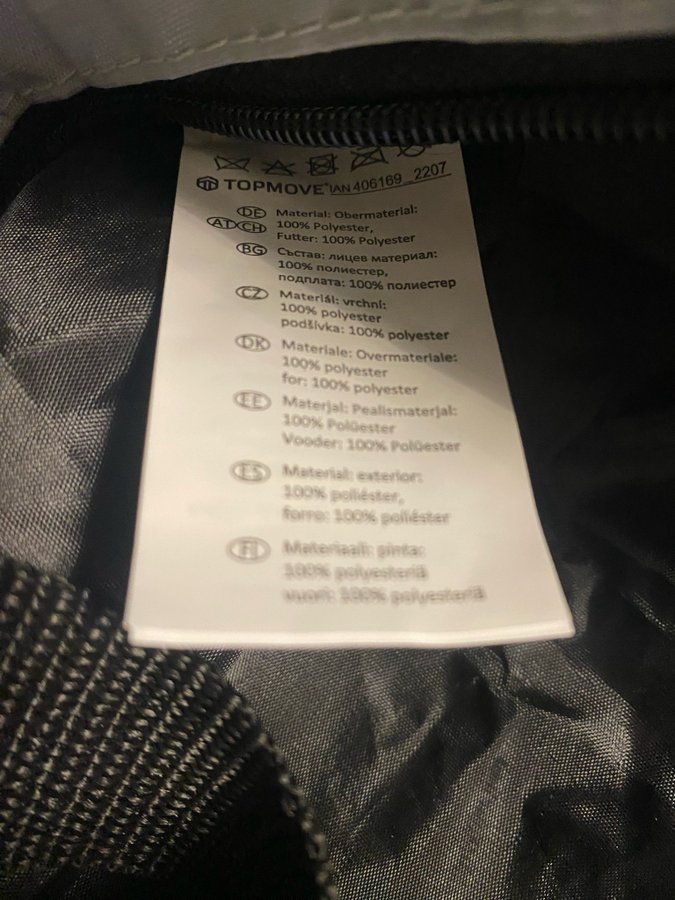 TOPMOVE® IAN 406169_2207
DE AT CH Material: Obermaterial:
100% Polyester,
Futter: 100% Polyester
BG Състав: лицев материал:
100% полиестер,
подплата: 100% полиестер
CZ Materiál: vrchní:
100% polyester
podšívka: 100% polyester
DK Materiale: Overmateriale:
100% polyester
for: 100% polyester
EE Materjal: Pealismaterjal:
100% Polüester
Vooder: 100% Polüester
ES Material: exterior:
100% poliéster,
forro: 100% poliéster
FI Materiaali: pinta:
100% polyesteriä
vuori: 100% polyesteriä